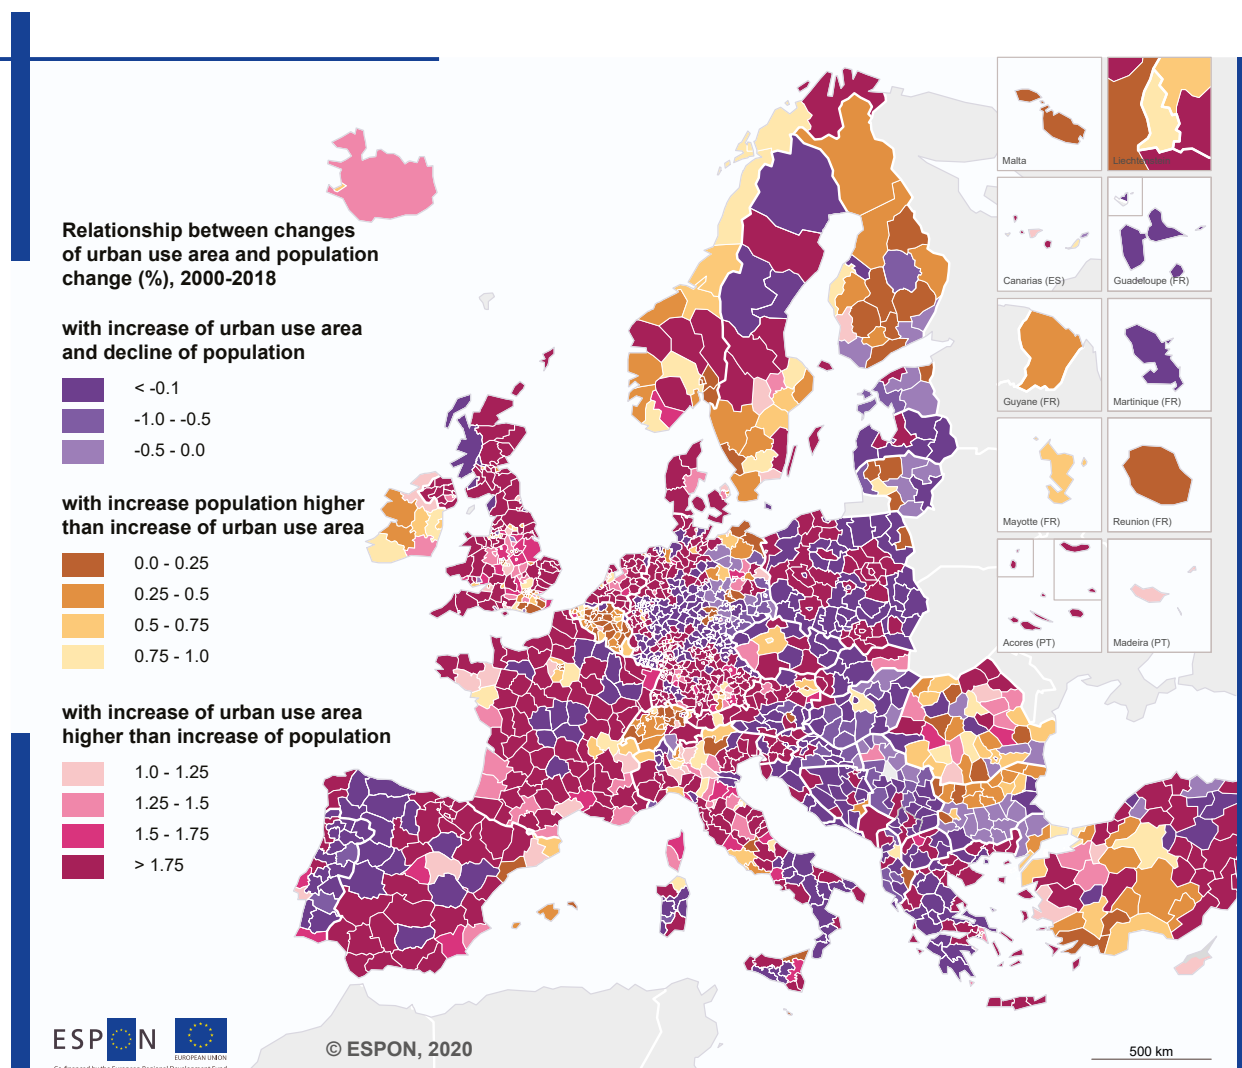 Relationship between changes
of urban use area and population
change (%), 2000-2018
with increase of urban use area
and decline of population
< -0.1
-1.0 - -0.5
-0.5 - 0.0
with increase population higher
than increase of urban use area
0.0 - 0.25
0.25 - 0.5
0.5 - 0.75
0.75 - 1.0
with increase of urban use area
higher than increase of population
1.0 - 1.25
1.25 - 1.5
1.5 - 1.75
> 1.75
Malta
Liechtenstein
Canarias (ES)
Guadeloupe (FR)
Guyane (FR)
Martinique (FR)
Mayotte (FR)
Reunion (FR)
Acores (PT)
Madeira (PT)
ESPON
EUROPEAN UNION
© ESPON, 2020
500 km